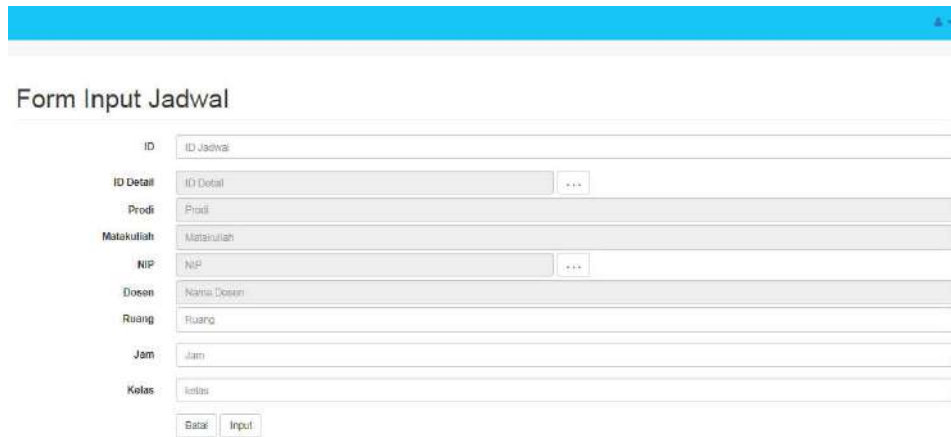 Form Input Jadwal
ID ID Jadwal
ID Detail ID Detail ...
Prodi Prodi
Matakuliah Matakuliah
NIP NIP ...
Dosen Nama Dosen
Ruang Ruang
Jam Jam
Kelas kelas
Batal Input